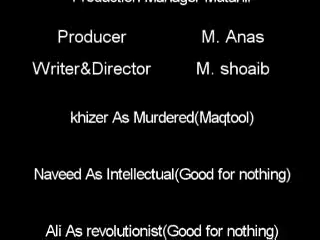 Production Manager
Producer M. Anas
Writer&Director M. shoaib
khizer As Murdered(Maqtool)
Naveed As Intellectual(Good for nothing)
Ali As revolutionist(Good for nothing)